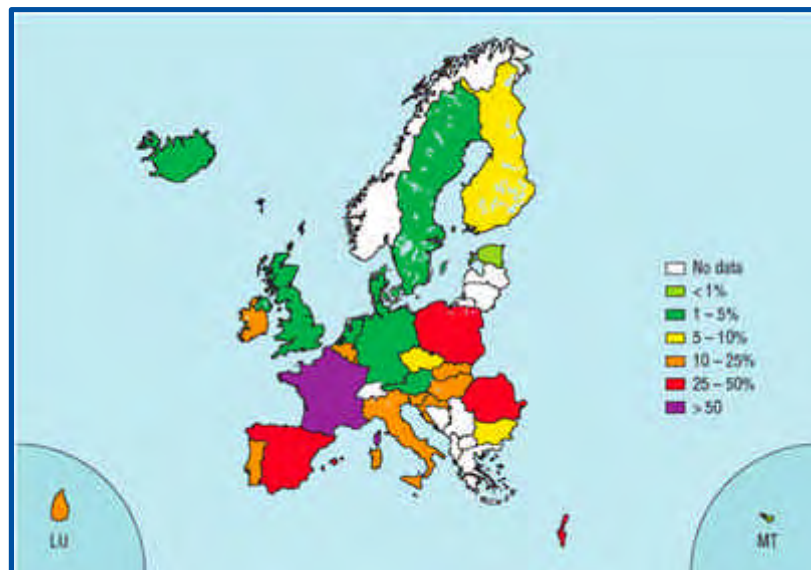 No data
< 1%
1 – 5%
5 – 10%
10 – 25%
25 – 50%
> 50
LU
MT